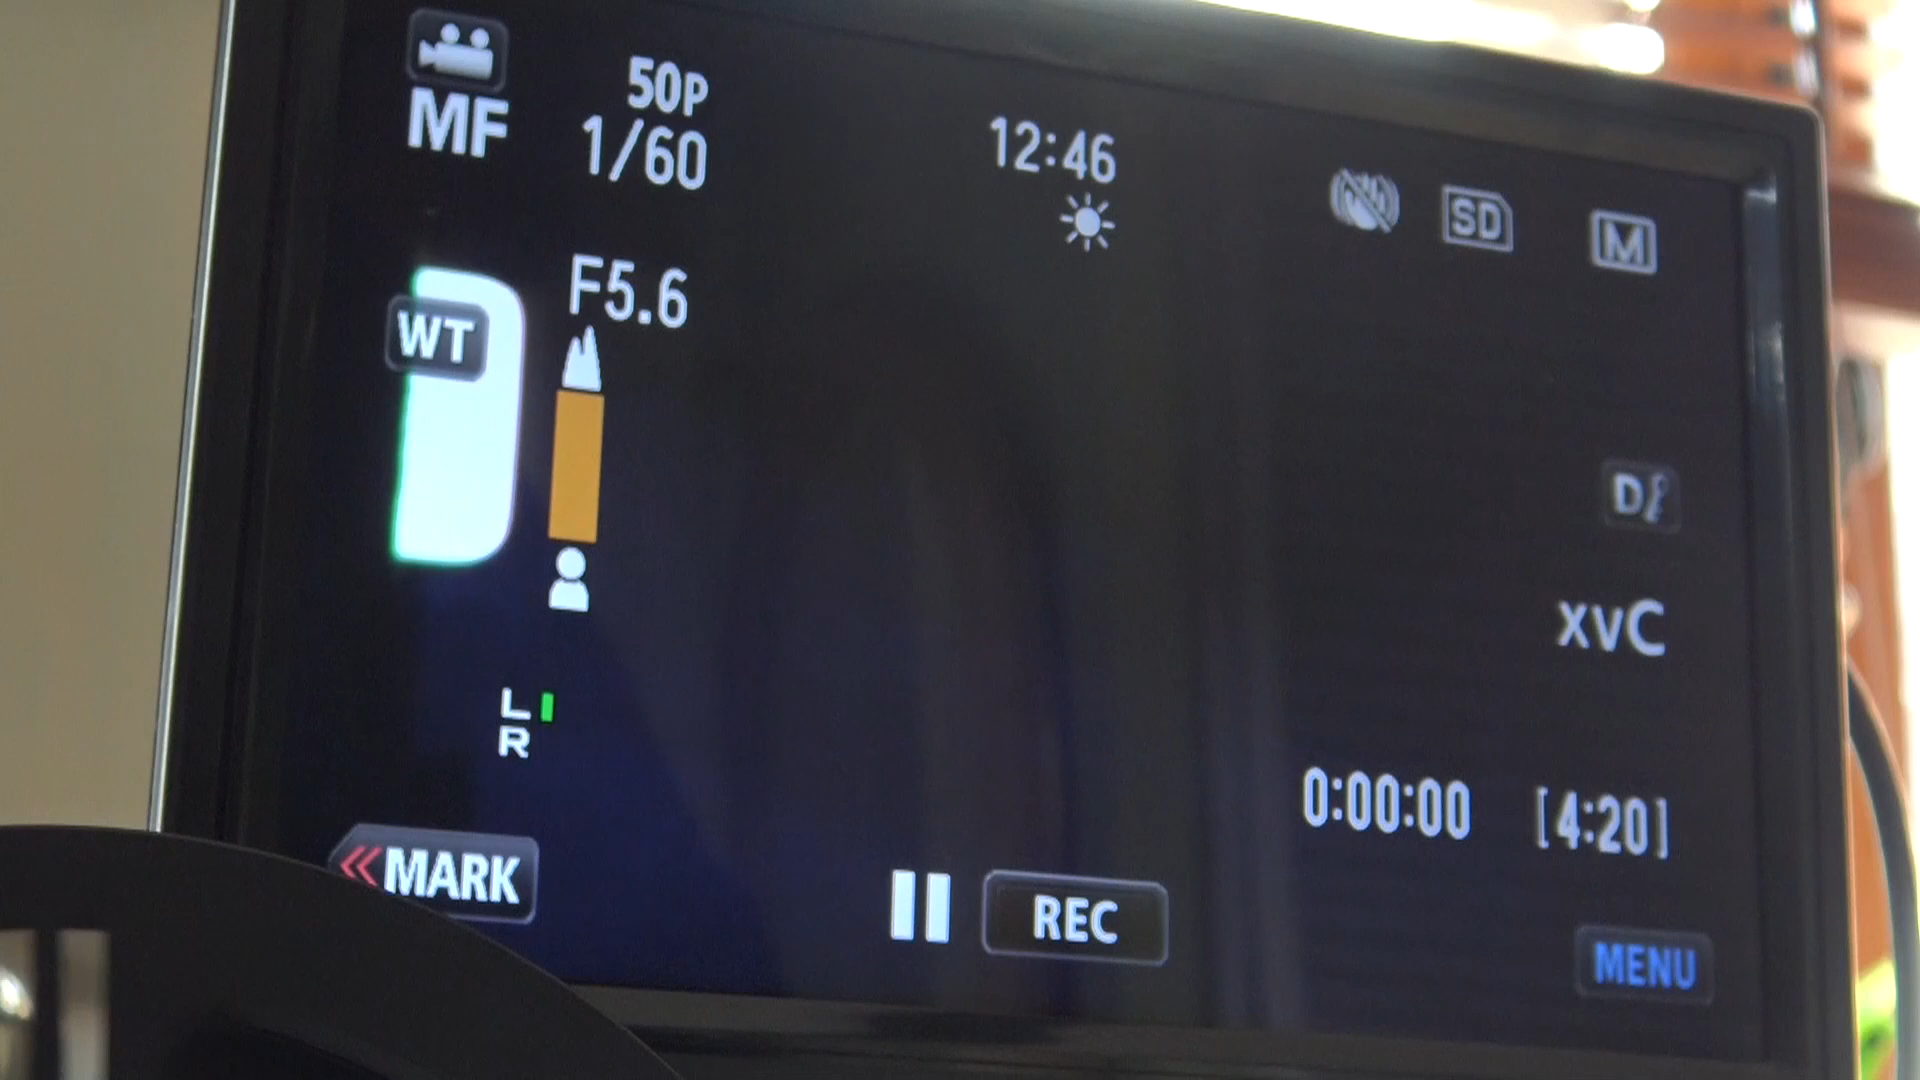 MF
50P
1/60
12:46
SD
M
F5.6
WT
D
xvC
L
R
0:00:00 [4:20]
«MARK
REC
MENU